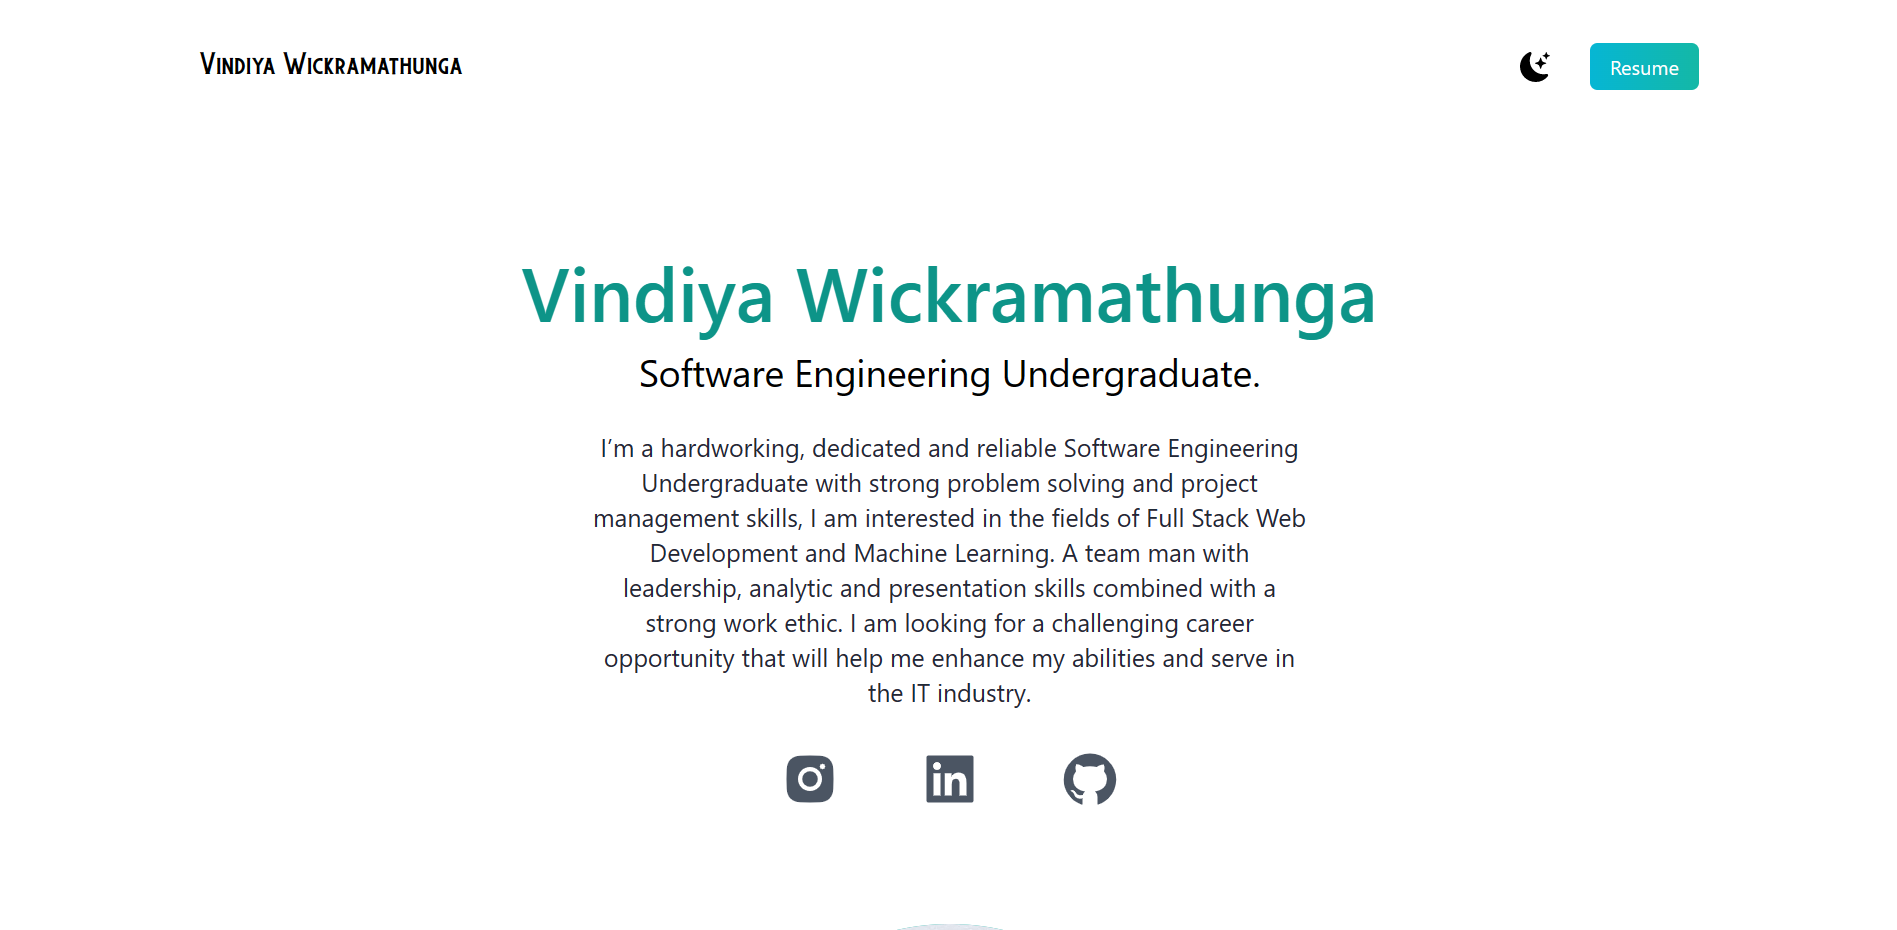 Vindiya Wickramathunga
Resume
Vindiya Wickramathunga
Software Engineering Undergraduate.
I’m a hardworking, dedicated and reliable Software Engineering
Undergraduate with strong problem solving and project
management skills, I am interested in the fields of Full Stack Web
Development and Machine Learning. A team man with
leadership, analytic and presentation skills combined with a
strong work ethic. I am looking for a challenging career
opportunity that will help me enhance my abilities and serve in
the IT industry.
in